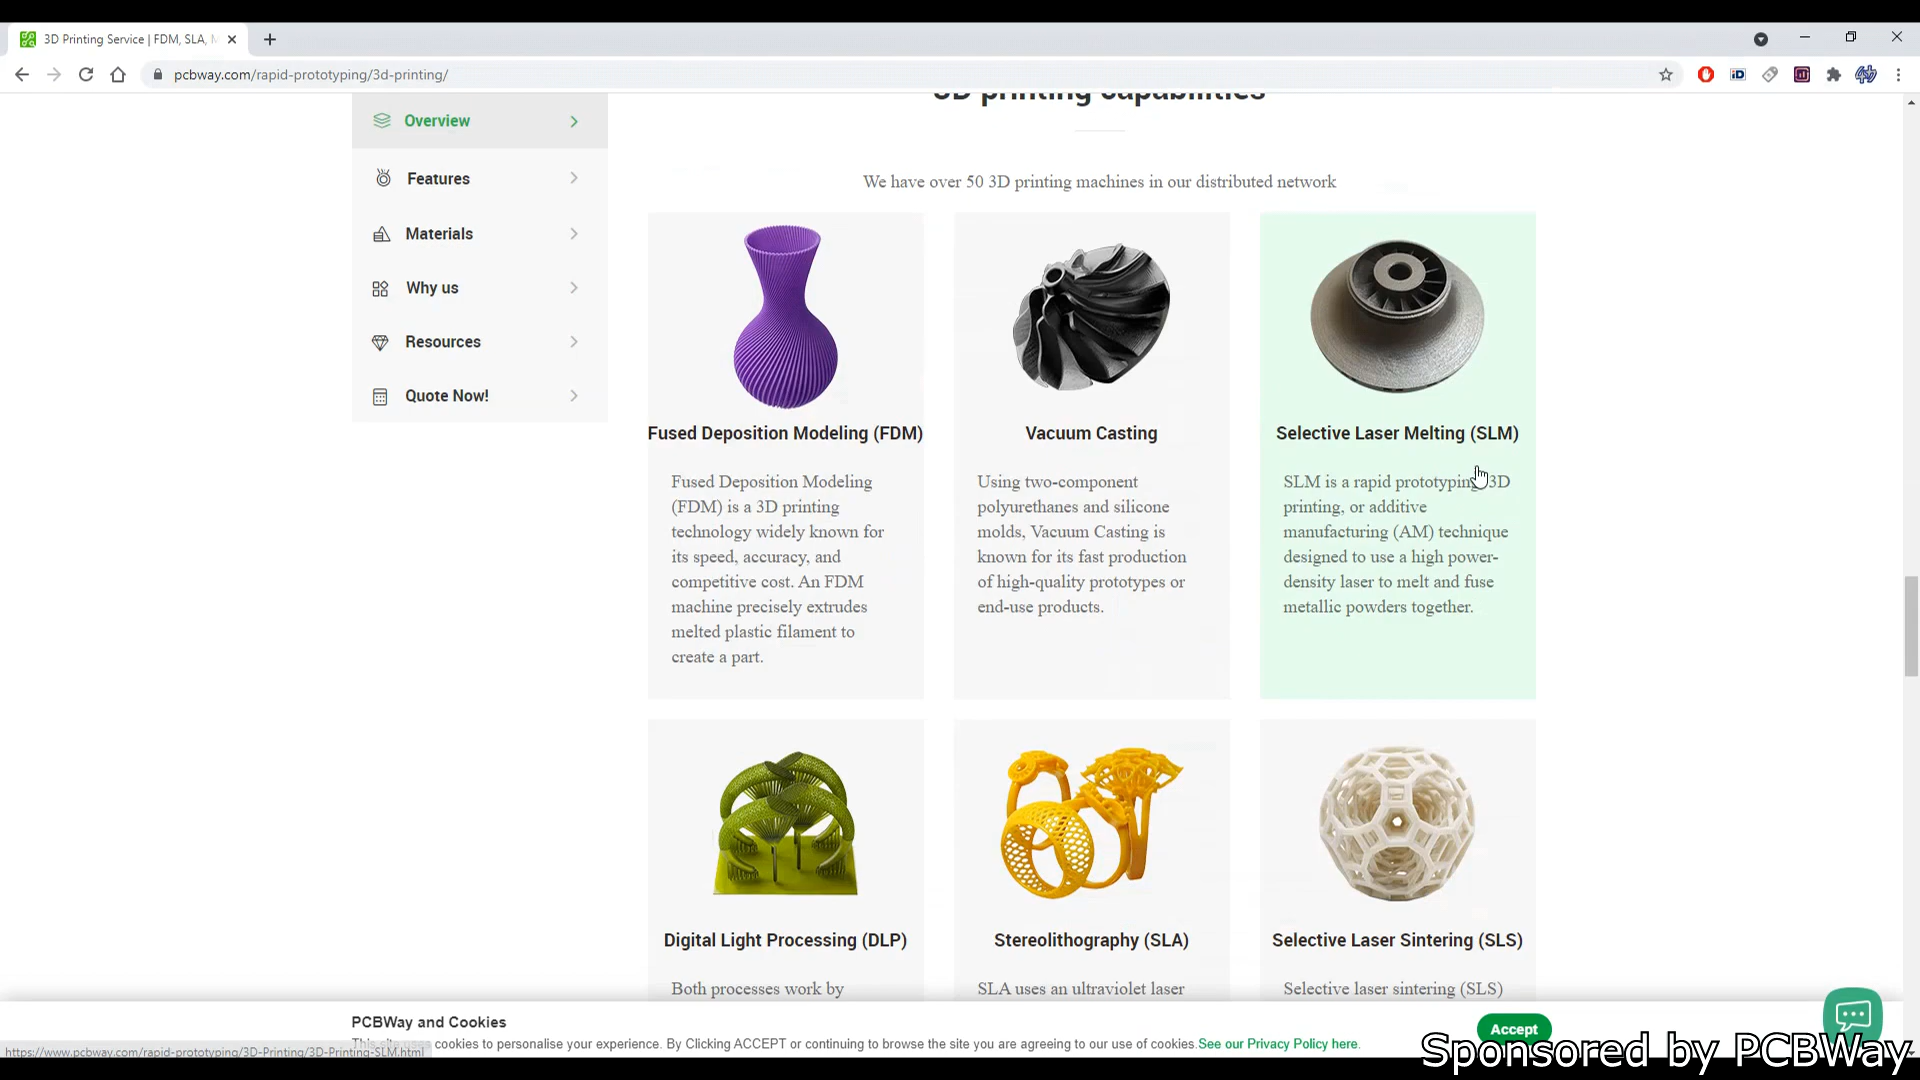 3D Printing Service | FDM, SLA, M
pcbway.com/rapid-prototyping/3d-printing/
3D printing capabilities
Overview
Features
Materials
Why us
Resources
Quote Now!
We have over 50 3D printing machines in our distributed network
Fused Deposition Modeling (FDM)
Fused Deposition Modeling
(FDM) is a 3D printing
technology widely known for
its speed, accuracy, and
competitive cost. An FDM
machine precisely extrudes
melted plastic filament to
create a part.
Vacuum Casting
Using two-component
polyurethanes and silicone
molds, Vacuum Casting is
known for its fast production
of high-quality prototypes or
end-use products.
Selective Laser Melting (SLM)
SLM is a rapid prototyping, 3D
printing, or additive
manufacturing (AM) technique
designed to use a high power-
density laser to melt and fuse
metallic powders together.
Digital Light Processing (DLP)
Both processes work by
Stereolithography (SLA)
SLA uses an ultraviolet laser
Selective Laser Sintering (SLS)
Selective laser sintering (SLS)
PCBWay and Cookies
This site uses cookies to personalise your experience. By Clicking ACCEPT or continuing to browse the site you are agreeing to our use of cookies.See our Privacy Policy here.
Accept
https://www.pcbway.com/rapid-prototyping/3D-Printing/3D-Printing-SLM.html
Sponsored by PCBWay